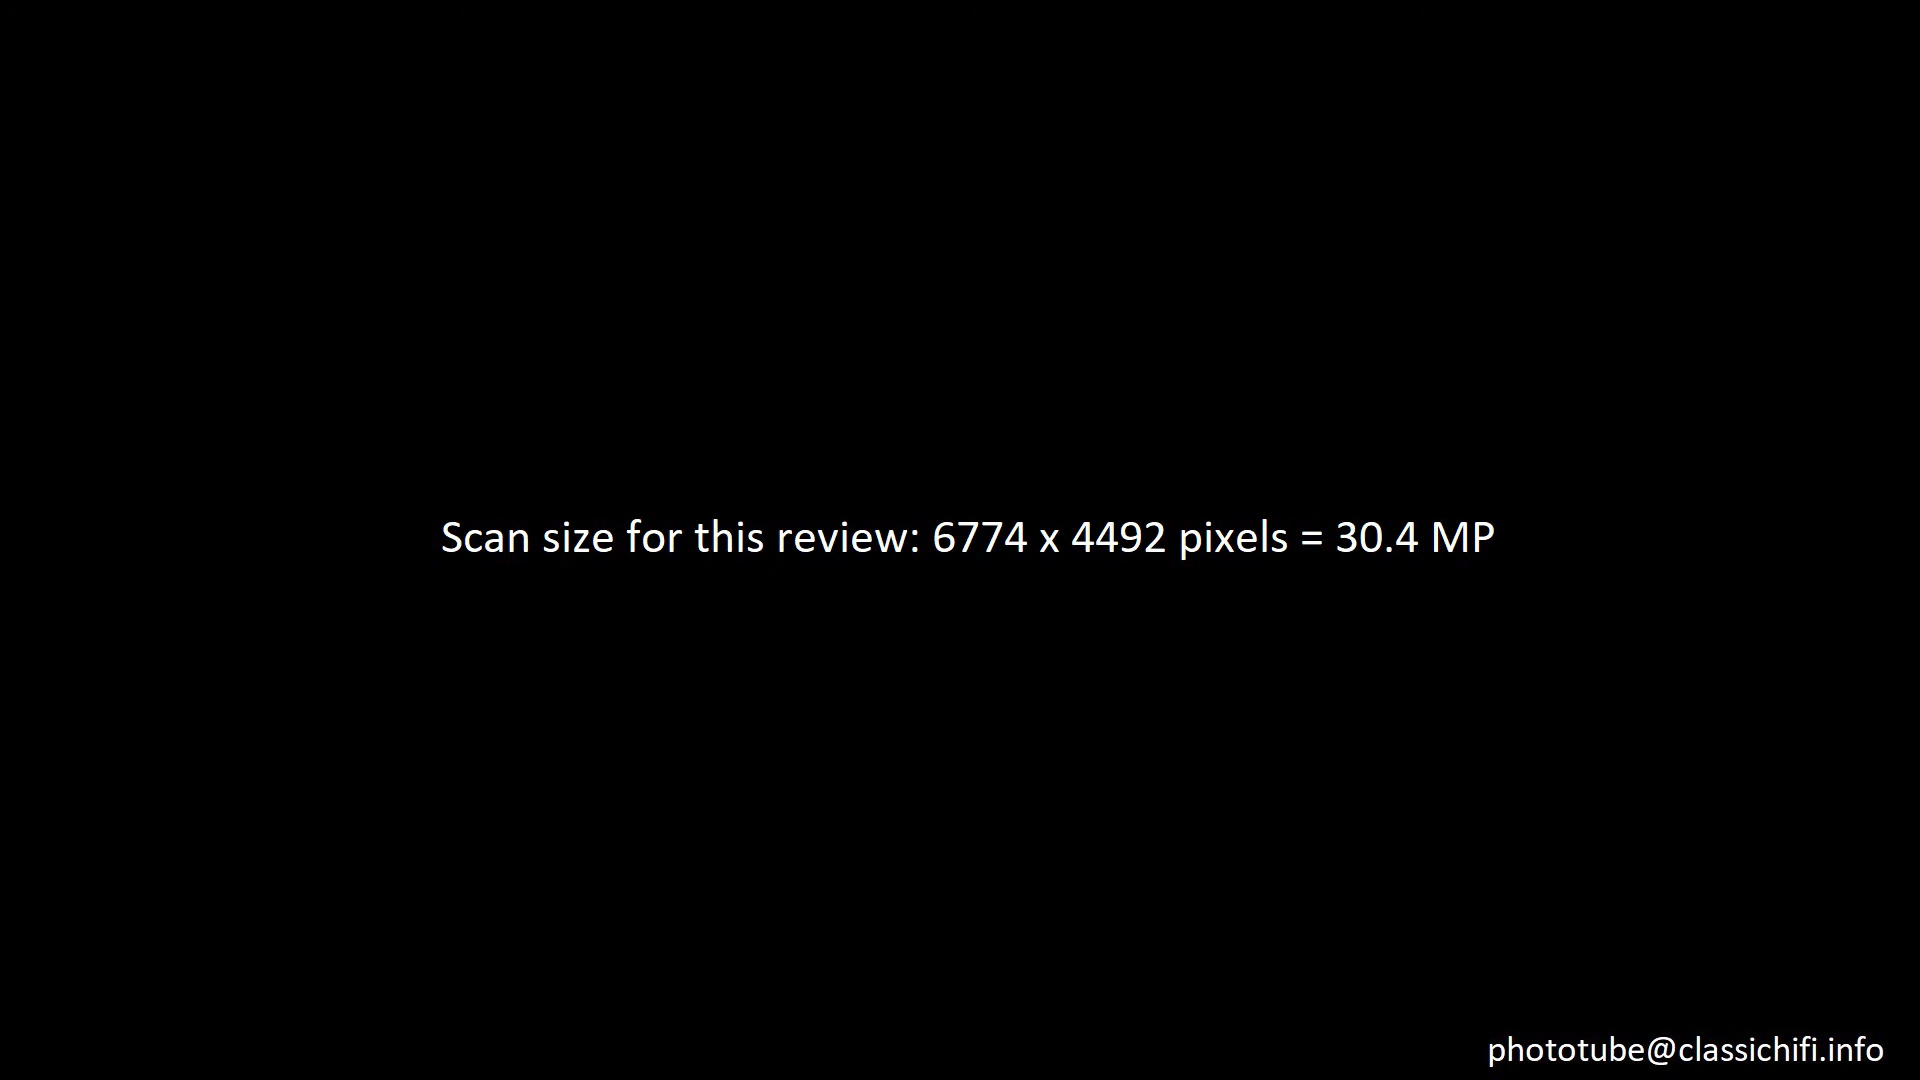 Scan size for this review: 6774 x 4492 pixels = 30.4 MP
phototube@classichifi.info